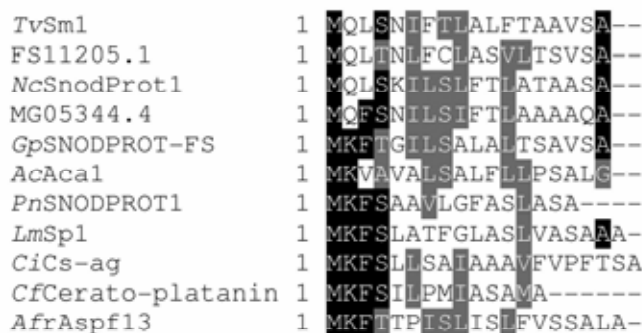 TvSm1 1 MQLSNIFTLALFTAAVSA--
FS11205.1 1 MQLTNLFCLASVLTSVSA--
NcSnodProt1 1 MQLSKILSLFTLATAASA--
MG05344.4 1 MQFSNILSIFTLAAAAQA--
GpSNODPROT-FS 1 MKFTGILSALALTSAVSA--
AcAca1 1 MKVAVALSALFLLPSALG--
PnSNODPROT1 1 MKFSAAVLGFASLASA----
LmSp1 1 MKFSLATFGLASLVASAAA-
CiCs-ag 1 MKFSLLSAIAAAVFVPFTSA
CfCerato-platanin 1 MKFSILPMIASAMA------
AfrAspf13 1 MKFTTPISLISLFVSSALA-